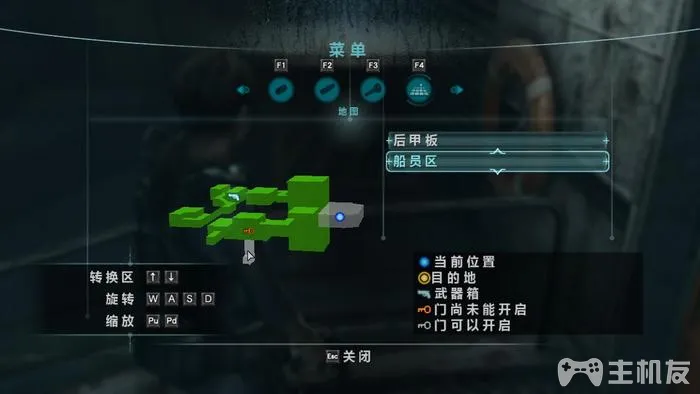 菜单
F1 F2 F3 F4
地图
后甲板
船员区
当前位置
目的地
武器箱
门尚未能开启
门可以开启
转换区 ↑ ↓
旋转 W A S D
缩放 Pu Pd
Esc 关闭
主机友